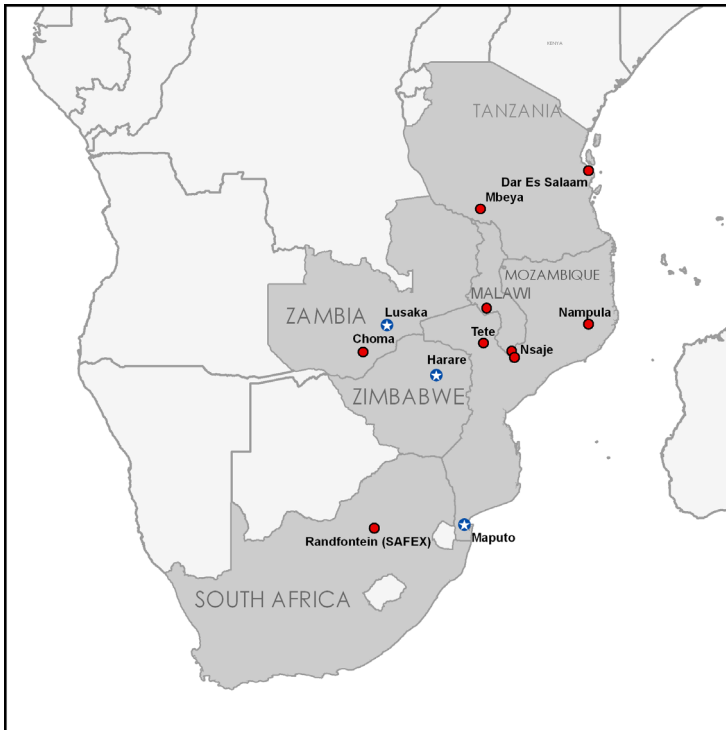 KENYA
TANZANIA
Dar Es Salaam
Mbeya
MOZAMBIQUE
MALAWI
ZAMBIA
Lusaka
Nampula
Choma
Tete
Nsaje
Harare
ZIMBABWE
Randfontein (SAFEX)
Maputo
SOUTH AFRICA